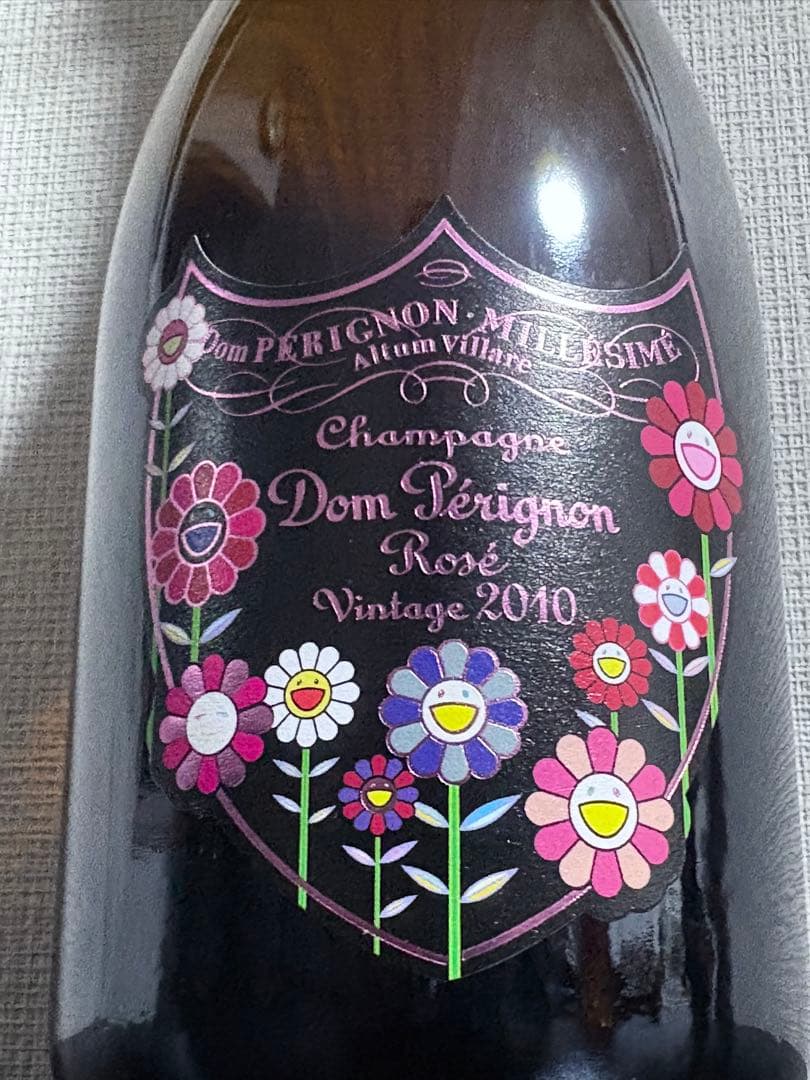 Dom PÉRIGNON · MILLÉSIMÉ
Altum Villare
Champagne
Dom Pérignon
Rosé
Vintage 2010